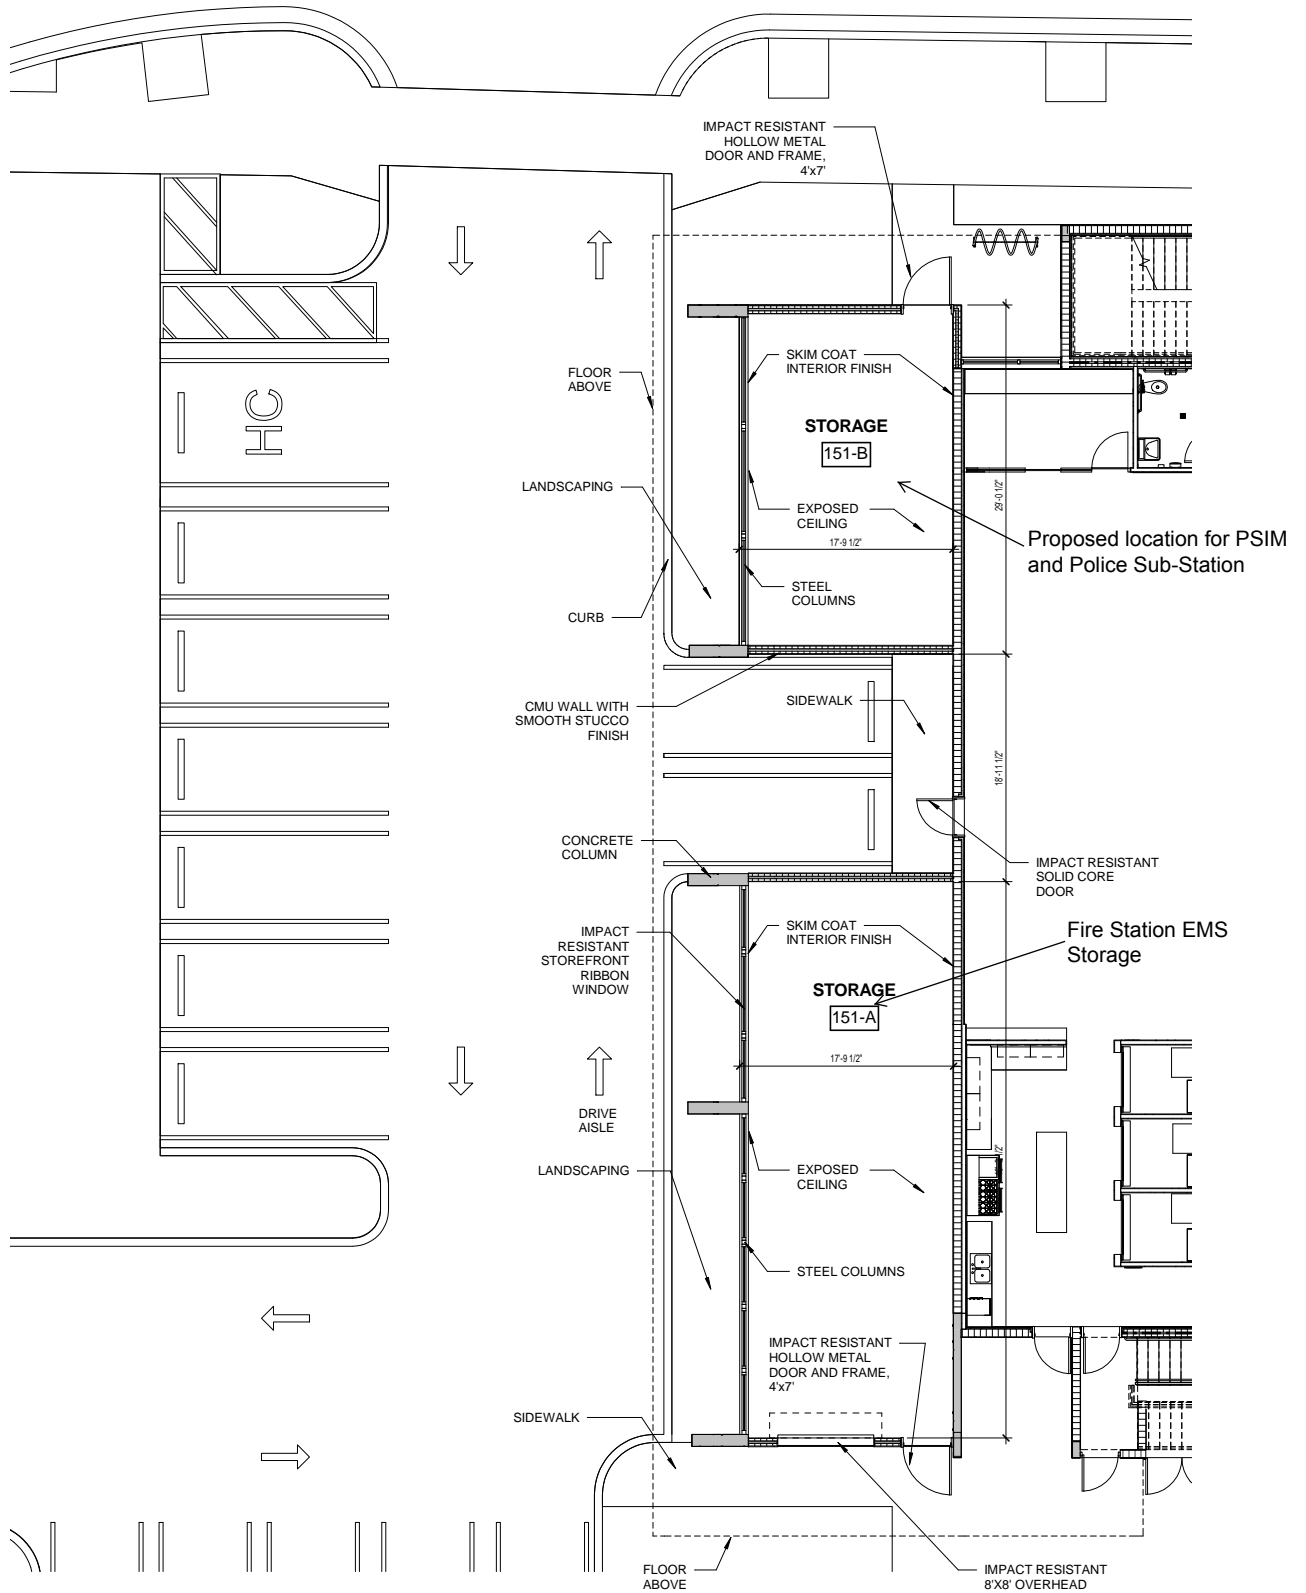 IMPACT RESISTANT
HOLLOW METAL
DOOR AND FRAME,
4'x7'
FLOOR
ABOVE
SKIM COAT
INTERIOR FINISH
HC
STORAGE
151-B
LANDSCAPING
EXPOSED
CEILING
29'-0 1/2"
Proposed location for PSIM
and Police Sub-Station
17'-9 1/2"
STEEL
COLUMNS
CURB
CMU WALL WITH
SMOOTH STUCCO
FINISH
SIDEWALK
18'-11 1/2"
CONCRETE
COLUMN
IMPACT RESISTANT
SOLID CORE
DOOR
IMPACT
RESISTANT
STOREFRONT
RIBBON
WINDOW
SKIM COAT
INTERIOR FINISH
Fire Station EMS
Storage
STORAGE
151-A
17'-9 1/2"
DRIVE
AISLE
LANDSCAPING
EXPOSED
CEILING
STEEL COLUMNS
IMPACT RESISTANT
HOLLOW METAL
DOOR AND FRAME,
4'x7'
SIDEWALK
FLOOR
ABOVE
IMPACT RESISTANT
8'X8' OVERHEAD